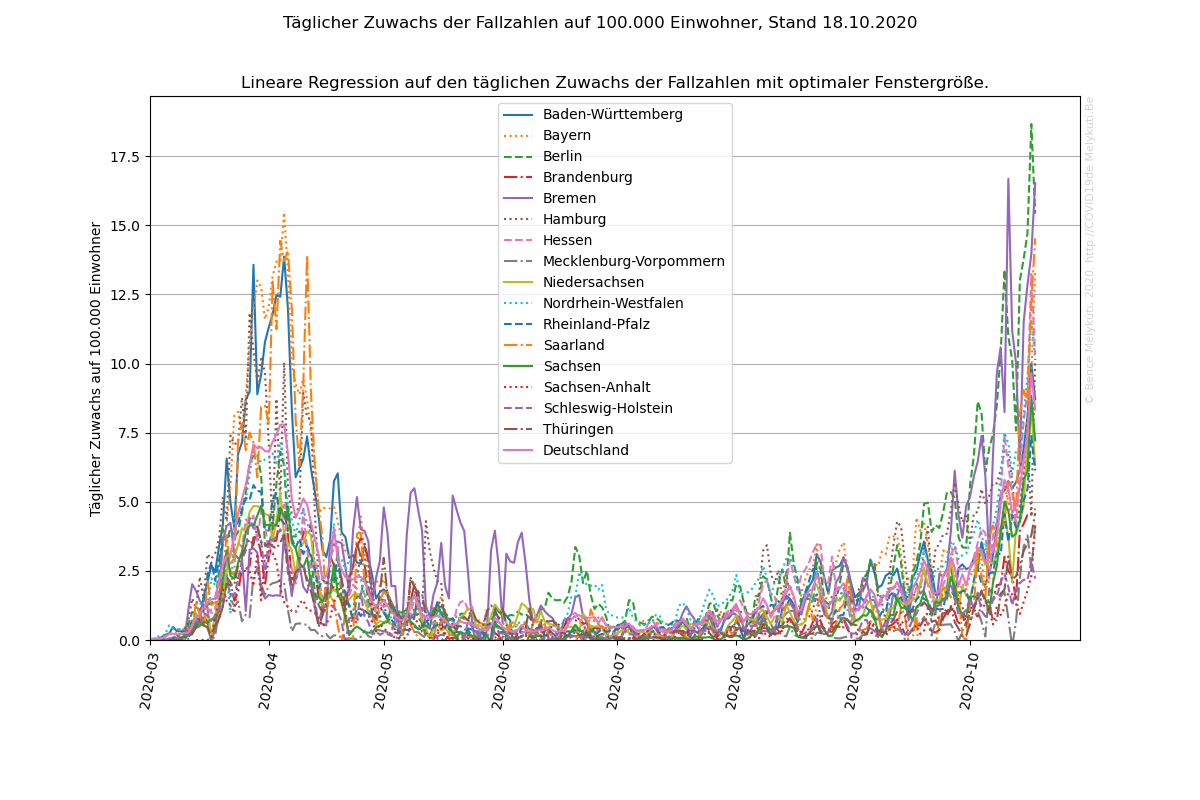 Täglicher Zuwachs der Fallzahlen auf 100.000 Einwohner, Stand 18.10.2020
Lineare Regression auf den täglichen Zuwachs der Fallzahlen mit optimaler Fenstergröße.
Täglicher Zuwachs auf 100.000 Einwohner
17.5
15.0
12.5
10.0
7.5
5.0
2.5
0.0
Baden-Württemberg
Bayern
Berlin
Brandenburg
Bremen
Hamburg
Hessen
Mecklenburg-Vorpommern
Niedersachsen
Nordrhein-Westfalen
Rheinland-Pfalz
Saarland
Sachsen
Sachsen-Anhalt
Schleswig-Holstein
Thüringen
Deutschland
2020-03
2020-04
2020-05
2020-06
2020-07
2020-08
2020-09
2020-10
© Bence Mélykúti, 2020. http://COVID19de.Melykuti.Be